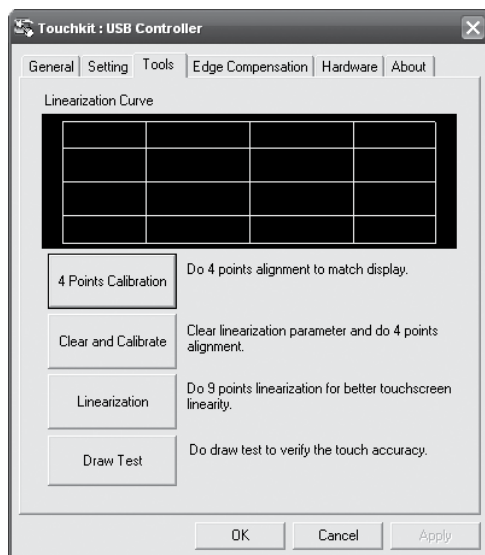 Touchkit : USB Controller
General Setting Tools Edge Compensation Hardware About
Linearization Curve
4 Points Calibration
Do 4 points alignment to match display.
Clear and Calibrate
Clear linearization parameter and do 4 points
alignment.
Linearization
Do 9 points linearization for better touchscreen
linearity.
Draw Test
Do draw test to verify the touch accuracy.
OK Cancel Apply